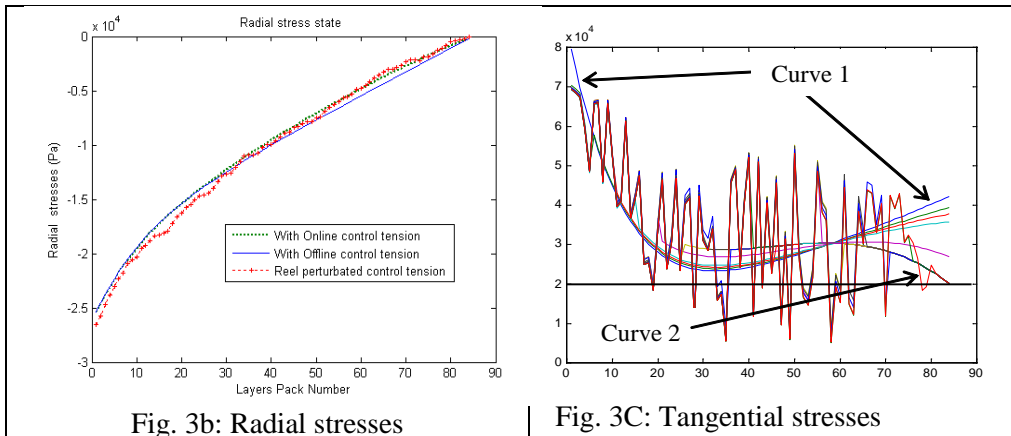 Radial stress state
x 10^4
0
-0.5
-1
-1.5
-2
-2.5
-3
Radial stresses (Pa)
0 10 20 30 40 50 60 70 80 90
Layers Pack Number
With Online control tension
With Offline control tension
Reel perturbated control tension
Fig. 3b: Radial stresses
x 10^4
8
7
6
5
4
3
2
1
0
0 10 20 30 40 50 60 70 80 90
Curve 1
Curve 2
Fig. 3C: Tangential stresses